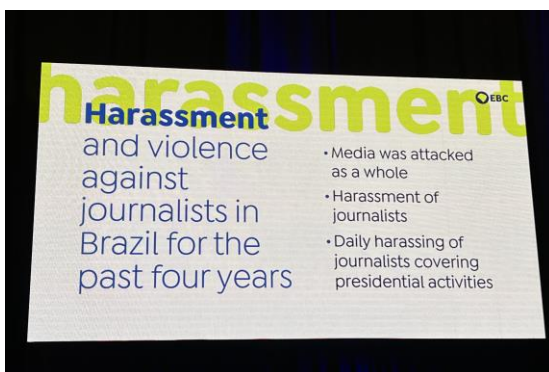 harassment
EBC
Harassment
and violence
against
journalists in
Brazil for the
past four years
• Media was attacked
as a whole
• Harassment of
journalists
• Daily harassing of
journalists covering
presidential activities